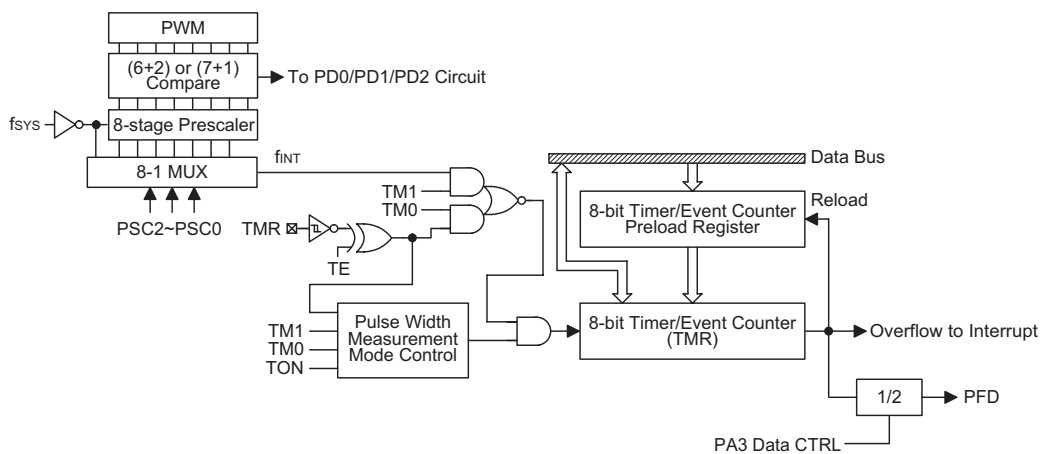 PWM
(6+2) or (7+1)
Compare
To PD0/PD1/PD2 Circuit
fSYS
8-stage Prescaler
8-1 MUX
fINT
PSC2~PSC0
TM1
TM0
TMR
TE
Data Bus
8-bit Timer/Event Counter
Preload Register
Reload
TM1
TM0
TON
Pulse Width
Measurement
Mode Control
8-bit Timer/Event Counter
(TMR)
Overflow to Interrupt
1/2
PFD
PA3 Data CTRL